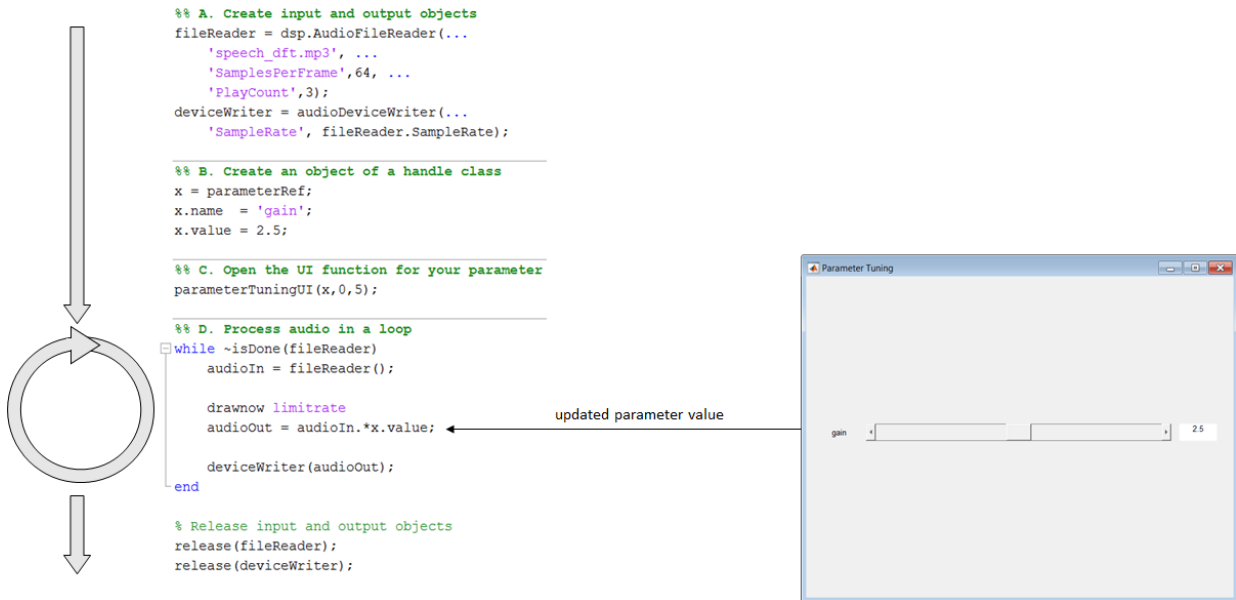 %% A. Create input and output objects
fileReader = dsp.AudioFileReader(...
    'speech_dft.mp3', ...
    'SamplesPerFrame',64, ...
    'PlayCount',3);
deviceWriter = audioDeviceWriter(...
    'SampleRate', fileReader.SampleRate);
%% B. Create an object of a handle class
x = parameterRef;
x.name  = 'gain';
x.value = 2.5;
%% C. Open the UI function for your parameter
parameterTuningUI(x,0,5);
%% D. Process audio in a loop
while ~isDone(fileReader)
    audioIn = fileReader();
    drawnow limitrate
    audioOut = audioIn.*x.value;
    deviceWriter(audioOut);
end
% Release input and output objects
release(fileReader);
release(deviceWriter);
updated parameter value
Parameter Tuning
gain
2.5